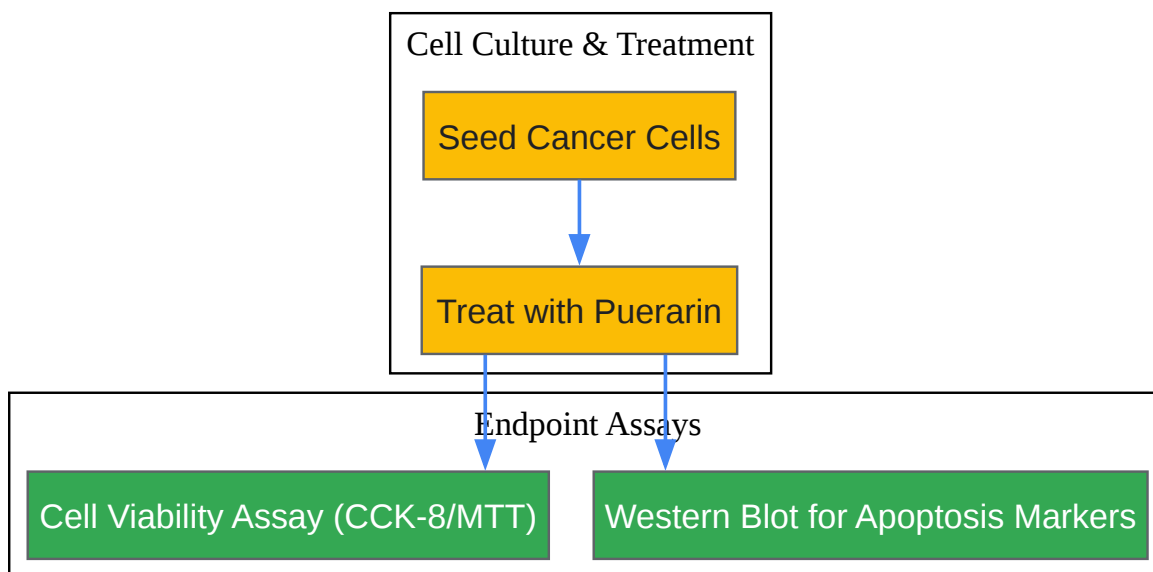 Cell Culture & Treatment
Seed Cancer Cells
Treat with Puerarin
Endpoint Assays
Cell Viability Assay (CCK-8/MTT)
Western Blot for Apoptosis Markers